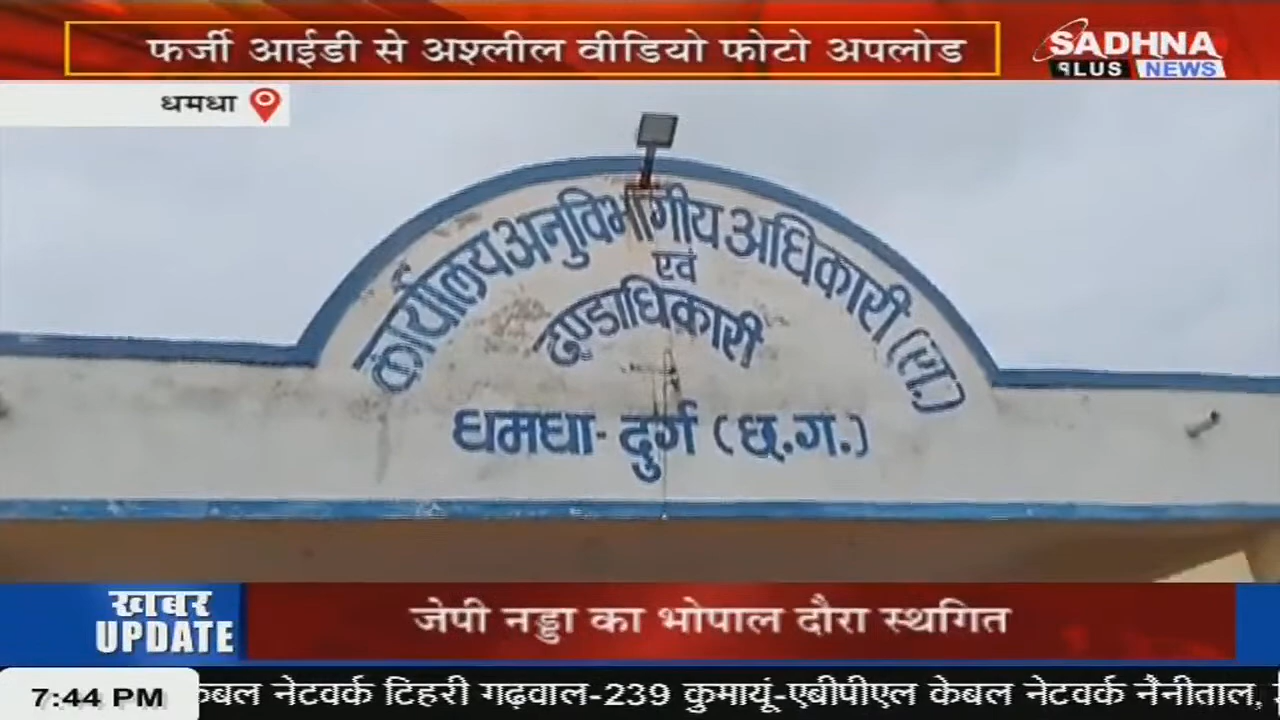 फर्जी आईडी से अश्लील वीडियो फोटो अपलोड
SADHNA
PLUS NEWS
धमधा
कार्यालय अनुविभागीय अधिकारी (रा.)
एवं
दण्डाधिकारी
धमधा- दुर्ग (छ.ग.)
खबर
UPDATE
जेपी नड्डा का भोपाल दौरा स्थगित
7:44 PM
केबल नेटवर्क टिहरी गढ़वाल-239 कुमायूं-एबीपीएल केबल नेटवर्क नैनीताल,